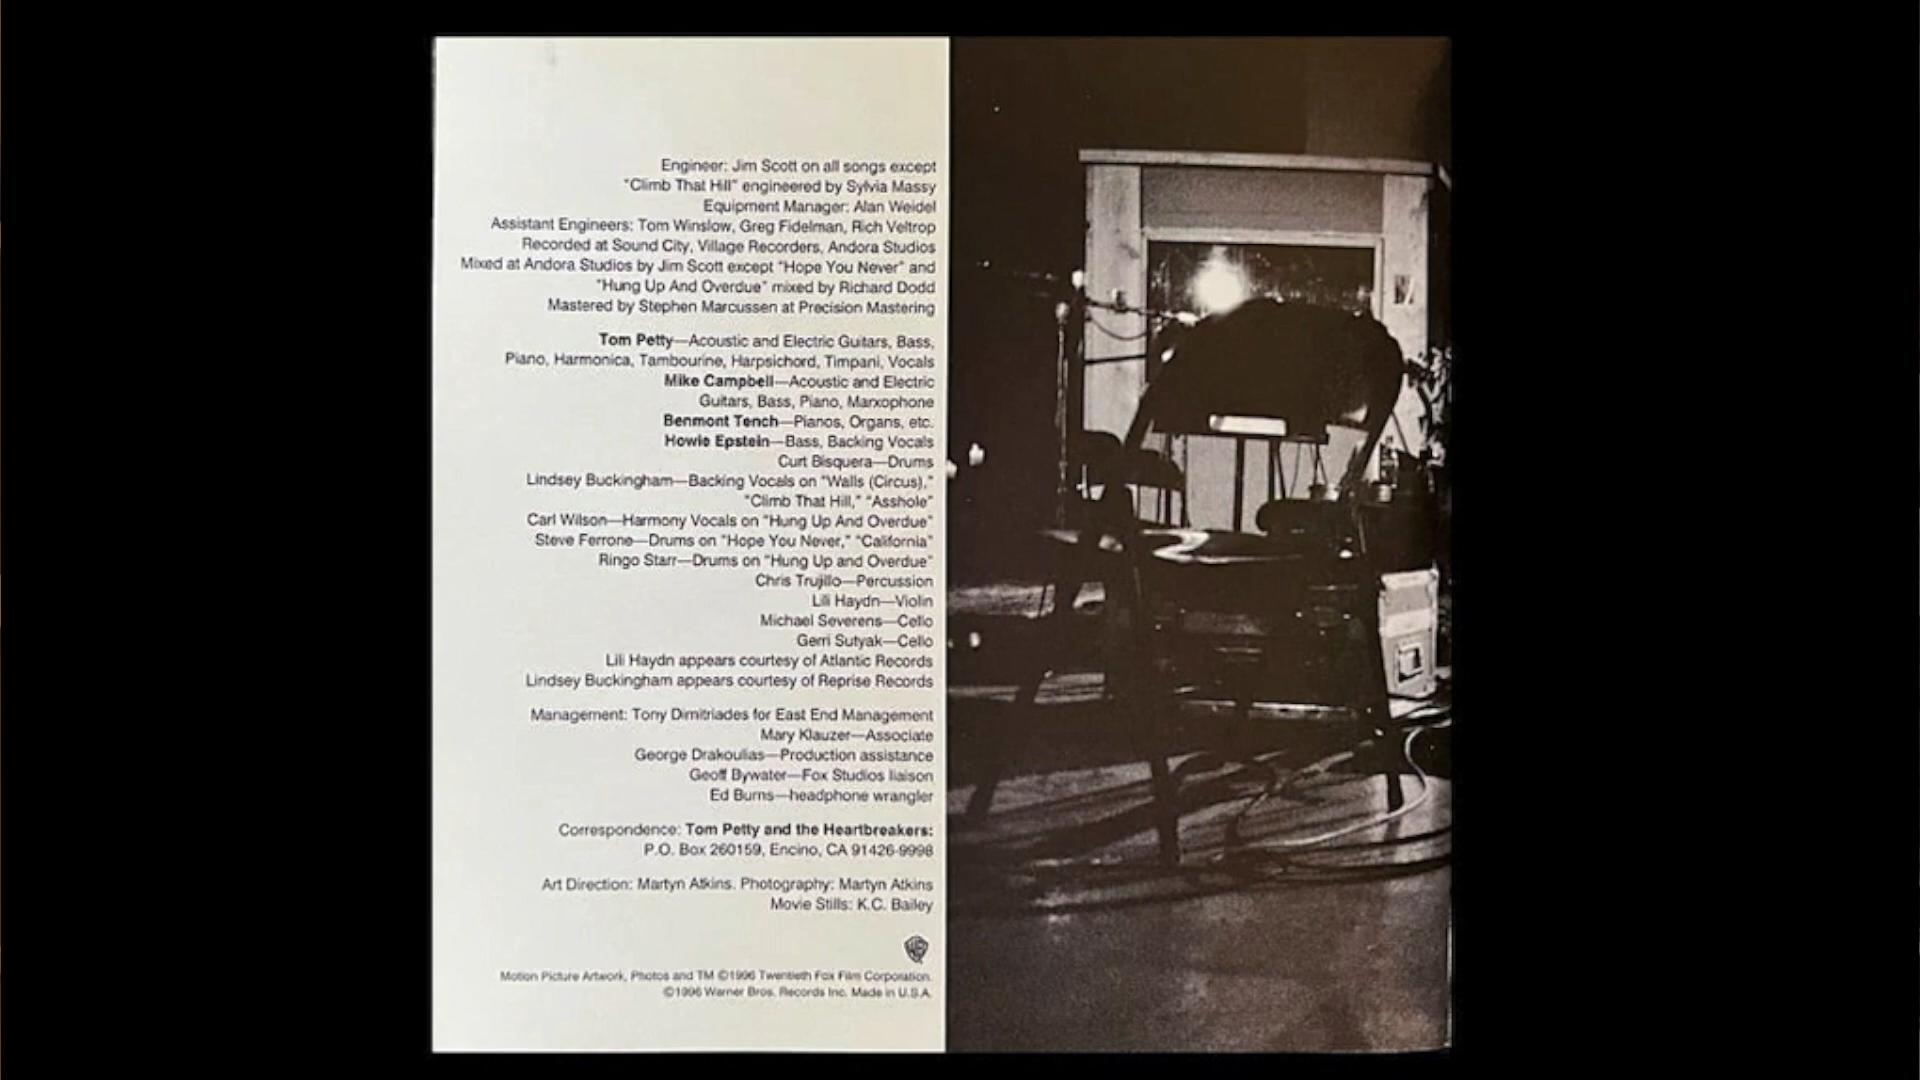 Engineer: Jim Scott on all songs except
"Climb That Hill" engineered by Sylvia Massy
Equipment Manager: Alan Weidel
Assistant Engineers: Tom Winslow, Greg Fidelman, Rich Veltrop
Recorded at Sound City, Village Recorders, Andora Studios
Mixed at Andora Studios by Jim Scott except "Hope You Never" and
"Hung Up And Overdue" mixed by Richard Dodd
Mastered by Stephen Marcussen at Precision Mastering
Tom Petty—Acoustic and Electric Guitars, Bass,
Piano, Harmonica, Tambourine, Harpsichord, Timpani, Vocals
Mike Campbell—Acoustic and Electric
Guitars, Bass, Piano, Marxophone
Benmont Tench—Pianos, Organs, etc.
Howie Epstein—Bass, Backing Vocals
Curt Bisquera—Drums
Lindsey Buckingham—Backing Vocals on "Walls (Circus),"
"Climb That Hill," "Asshole"
Carl Wilson—Harmony Vocals on "Hung Up And Overdue"
Steve Ferrone—Drums on "Hope You Never," "California"
Ringo Starr—Drums on "Hung Up and Overdue"
Chris Trujillo—Percussion
Lili Haydn—Violin
Michael Severens—Cello
Gerri Sutyak—Cello
Lili Haydn appears courtesy of Atlantic Records
Lindsey Buckingham appears courtesy of Reprise Records
Management: Tony Dimitriades for East End Management
Mary Klauzer—Associate
George Drakoulias—Production assistance
Geoff Bywater—Fox Studios liaison
Ed Burns—headphone wrangler
Correspondence: Tom Petty and the Heartbreakers:
P.O. Box 260159, Encino, CA 91426-9998
Art Direction: Martyn Atkins. Photography: Martyn Atkins
Movie Stills: K.C. Bailey
WB
Motion Picture Artwork, Photos and TM ©1996 Twentieth Fox Film Corporation.
©1996 Warner Bros. Records Inc. Made in U.S.A.